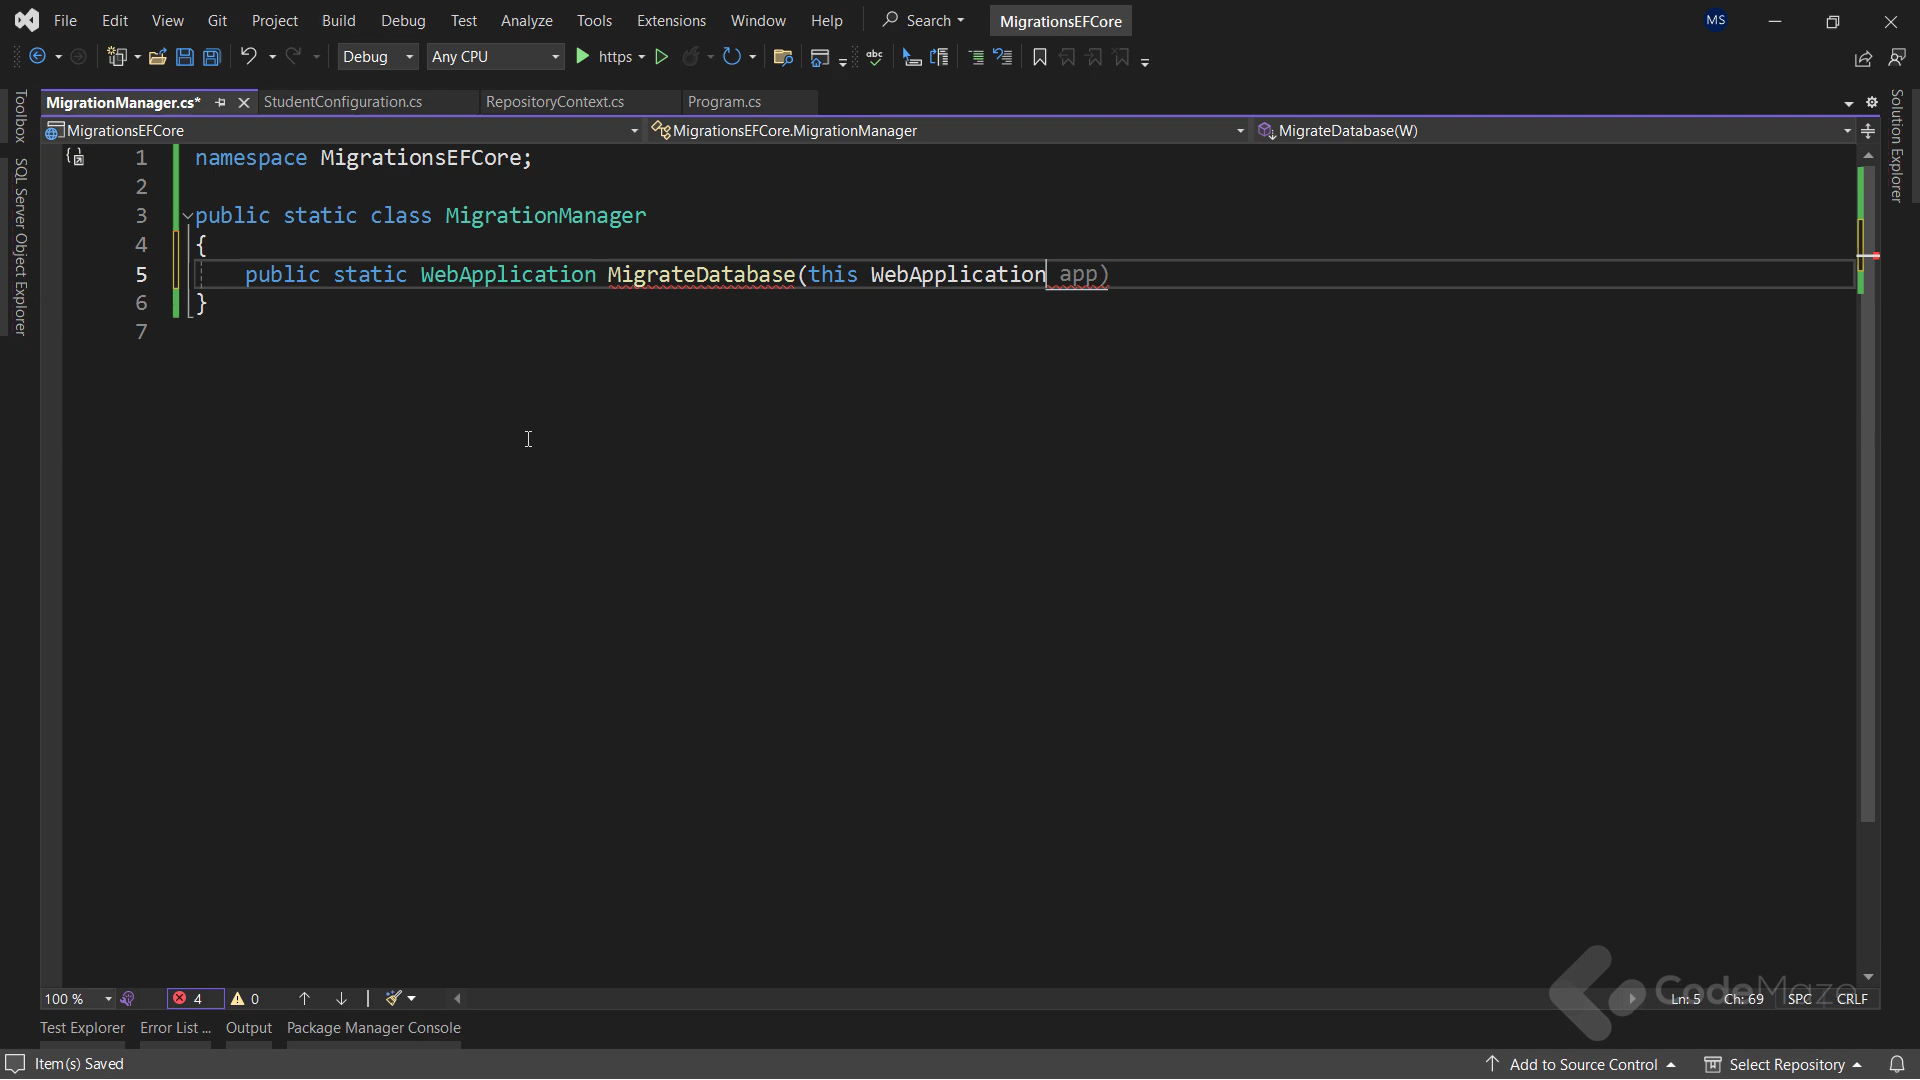 File Edit View Git Project Build Debug Test Analyze Tools Extensions Window Help Search MigrationsEFCore MS
Debug Any CPU https abc
MigrationManager.cs* StudentConfiguration.cs RepositoryContext.cs Program.cs
MigrationsEFCore MigrationsEFCore.MigrationManager MigrateDatabase(W)
Toolbox
SQL Server Object Explorer
Solution Explorer
1 namespace MigrationsEFCore;
2
3 public static class MigrationManager
4 {
5 public static WebApplication MigrateDatabase(this WebApplication app)
6 }
7
100 % 4 0 Ln: 5 Ch: 69 SPC CRLF
CodeMaze
Test Explorer Error List ... Output Package Manager Console
Item(s) Saved Add to Source Control Select Repository